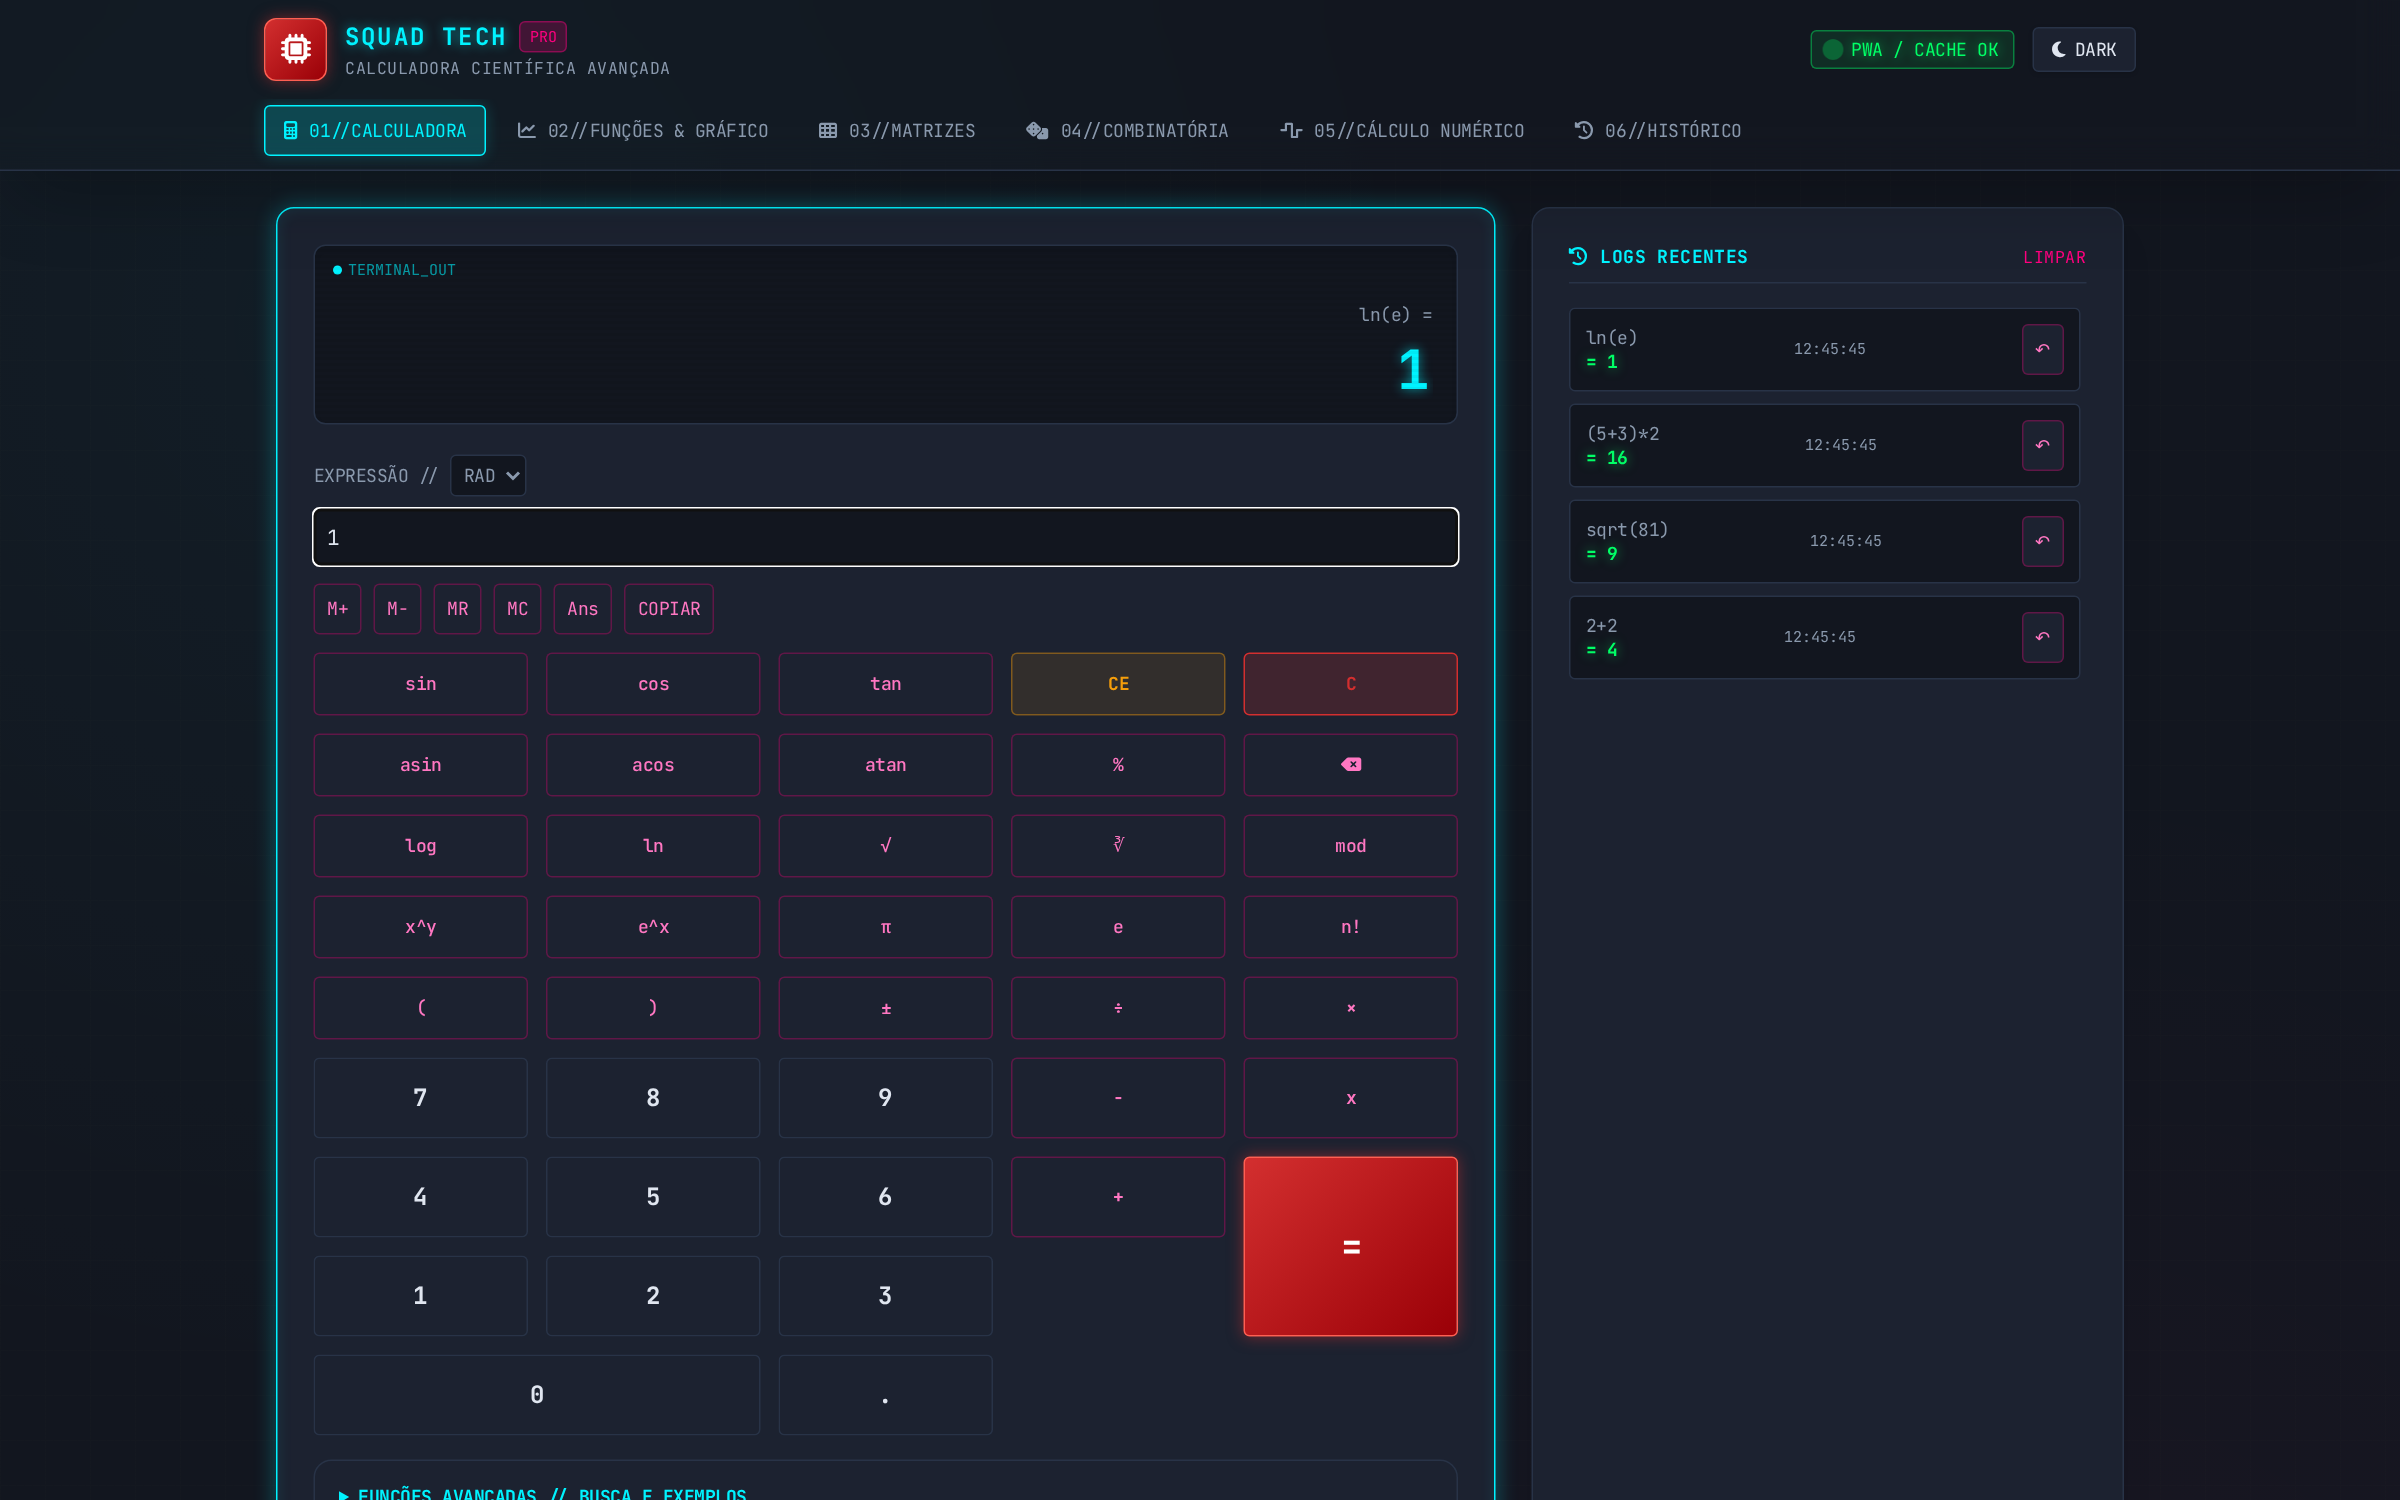 SQUAD TECH PRO
CALCULADORA CIENTÍFICA AVANÇADA
PWA / CACHE OK
DARK
01//CALCULADORA
02//FUNÇÕES & GRÁFICO
03//MATRIZES
04//COMBINATÓRIA
05//CÁLCULO NUMÉRICO
06//HISTÓRICO
TERMINAL_OUT
ln(e) =
1
EXPRESSÃO // RAD
1
M+ M- MR MC Ans COPIAR
sin cos tan CE C
asin acos atan %
log ln √ ∛ mod
x^y e^x π e n!
( ) ± ÷ ×
7 8 9 - x
4 5 6 + =
1 2 3
0 .
FUNÇÕES AVANÇADAS // BUSCA E EXEMPLOS
LOGS RECENTES
LIMPAR
ln(e)
= 1
12:45:45
↶
(5+3)*2
= 16
12:45:45
↶
sqrt(81)
= 9
12:45:45
↶
2+2
= 4
12:45:45
↶